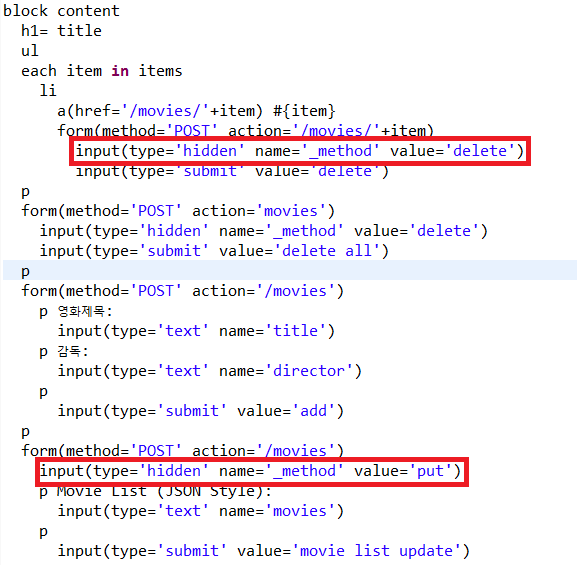 block content
  h1= title
  ul
  each item in items
    li
      a(href='/movies/'+item) #{item}
      form(method='POST' action='/movies/'+item)
        input(type='hidden' name='_method' value='delete')
        input(type='submit' value='delete')
  p
  form(method='POST' action='movies')
    input(type='hidden' name='_method' value='delete')
    input(type='submit' value='delete all')
  p
  form(method='POST' action='/movies')
    p 영화제목:
      input(type='text' name='title')
    p 감독:
      input(type='text' name='director')
    p
      input(type='submit' value='add')
  p
  form(method='POST' action='/movies')
    input(type='hidden' name='_method' value='put')
    p Movie List (JSON Style):
      input(type='text' name='movies')
    p
      input(type='submit' value='movie list update')